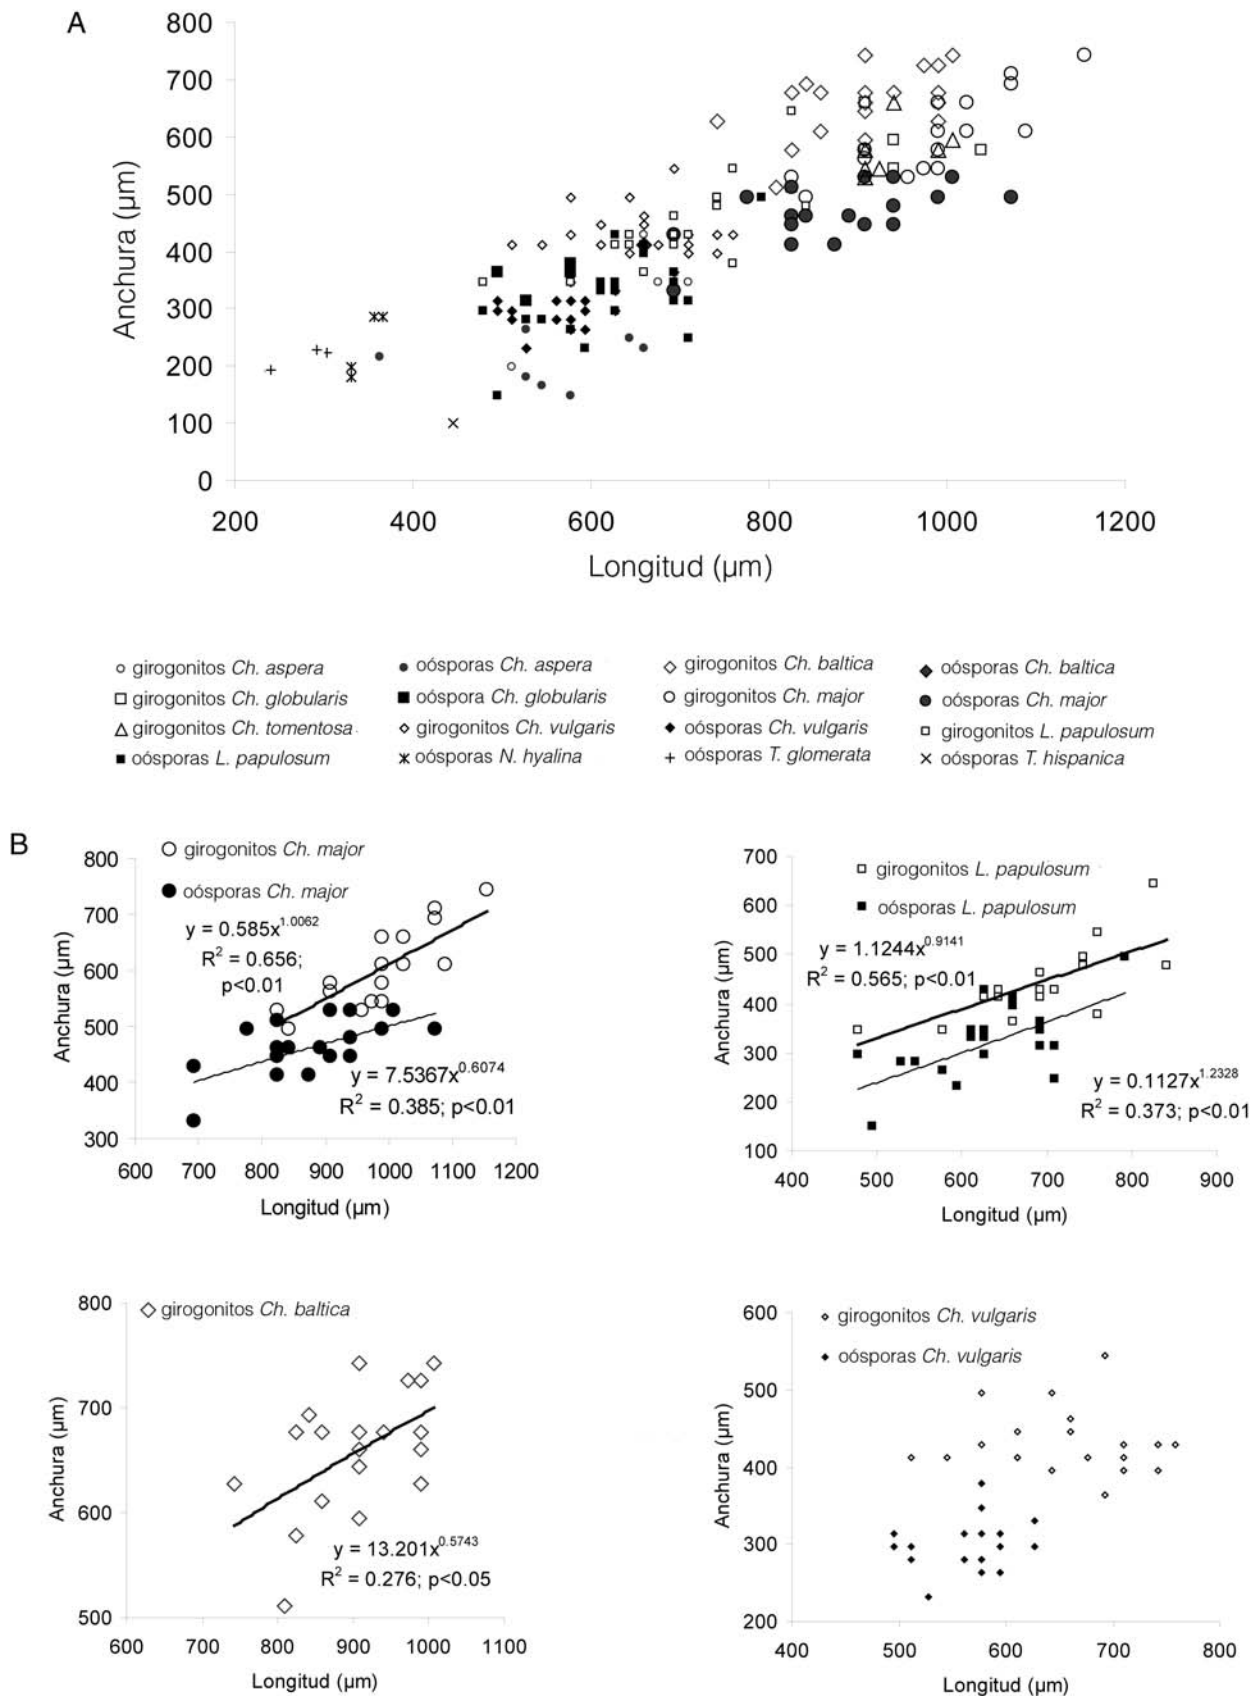 A
800
700
600
500
400
300
200
100
0
Anchura (µm)
200 400 600 800 1000 1200
Longitud (µm)
girogonitos Ch. aspera oósporas Ch. aspera girogonitos Ch. baltica oósporas Ch. baltica
girogonitos Ch. globularis oóspora Ch. globularis girogonitos Ch. major oósporas Ch. major
girogonitos Ch. tomentosa girogonitos Ch. vulgaris oósporas Ch. vulgaris girogonitos L. papulosum
oósporas L. papulosum oósporas N. hyalina oósporas T. glomerata oósporas T. hispanica
B
girogonitos Ch. major
oósporas Ch. major
y = 0.585x^1.0062
R² = 0.656;
p<0.01
y = 7.5367x^0.6074
R² = 0.385; p<0.01
800
700
600
500
400
300
Anchura (µm)
600 700 800 900 1000 1100 1200
Longitud (µm)
girogonitos L. papulosum
oósporas L. papulosum
y = 1.1244x^0.9141
R² = 0.565; p<0.01
y = 0.1127x^1.2328
R² = 0.373; p<0.01
700
600
500
400
300
200
100
Anchura (µm)
400 500 600 700 800 900
Longitud (µm)
girogonitos Ch. baltica
y = 13.201x^0.5743
R² = 0.276; p<0.05
800
700
600
500
Anchura (µm)
600 700 800 900 1000 1100
Longitud (µm)
girogonitos Ch. vulgaris
oósporas Ch. vulgaris
600
500
400
300
200
Anchura (µm)
400 500 600 700 800
Longitud (µm)